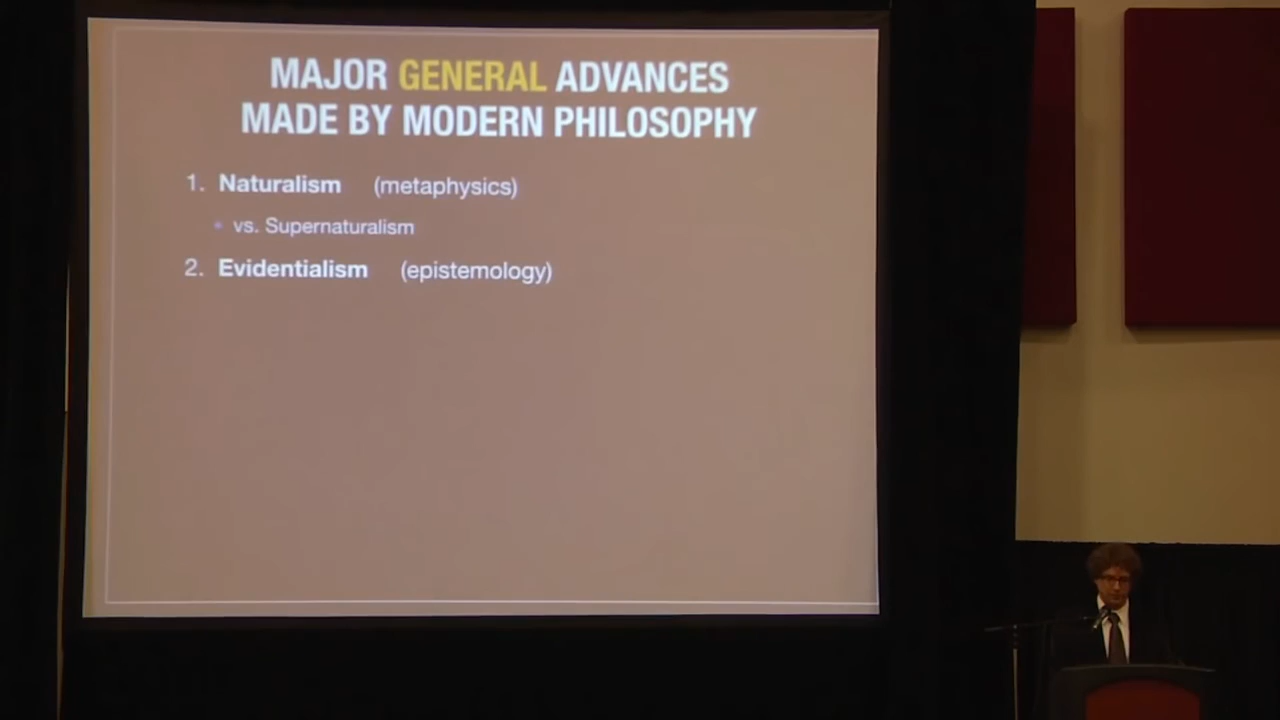 MAJOR GENERAL ADVANCES
MADE BY MODERN PHILOSOPHY
1. Naturalism (metaphysics)
• vs. Supernaturalism
2. Evidentialism (epistemology)